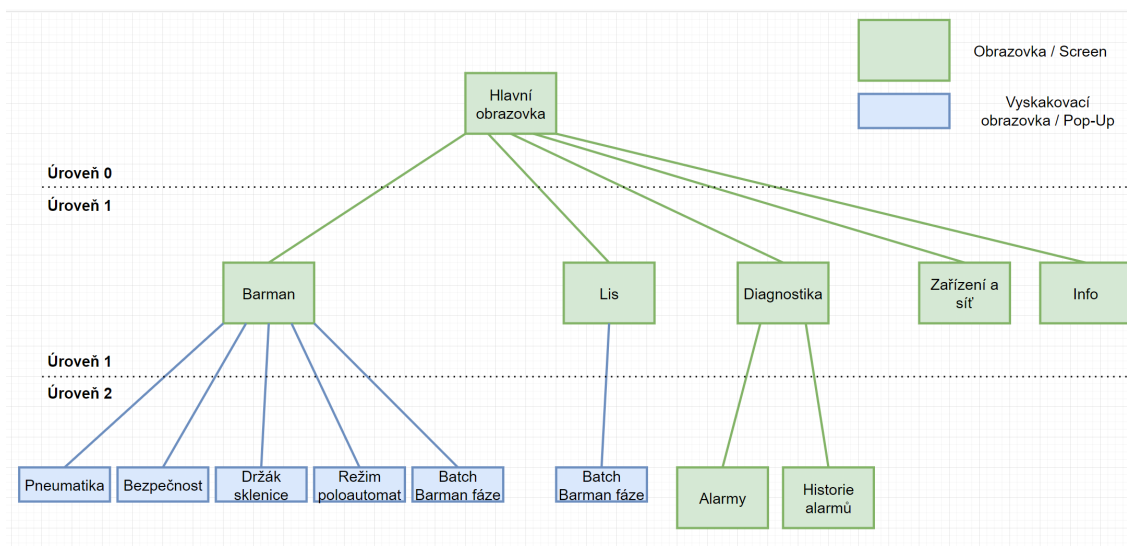 Obrazovka / Screen
Hlavní
obrazovka
Vyskakovací
obrazovka / Pop-Up
Úroveň 0
Úroveň 1
Barman
Lis
Diagnostika
Zařízení a
síť
Info
Úroveň 1
Úroveň 2
Pneumatika
Bezpečnost
Držák
sklenice
Režim
poloautomat
Batch
Barman fáze
Batch
Barman fáze
Alarmy
Historie
alarmů